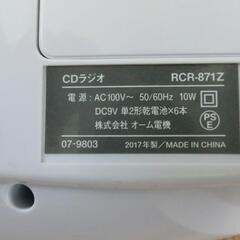 CDラジオ RCR-871Z
電源：AC100V～ 50/60Hz 10W
DC9V 単2形乾電池×6本
株式会社 オーム電機
PS
E
07-9803 2017年製／MADE IN CHINA